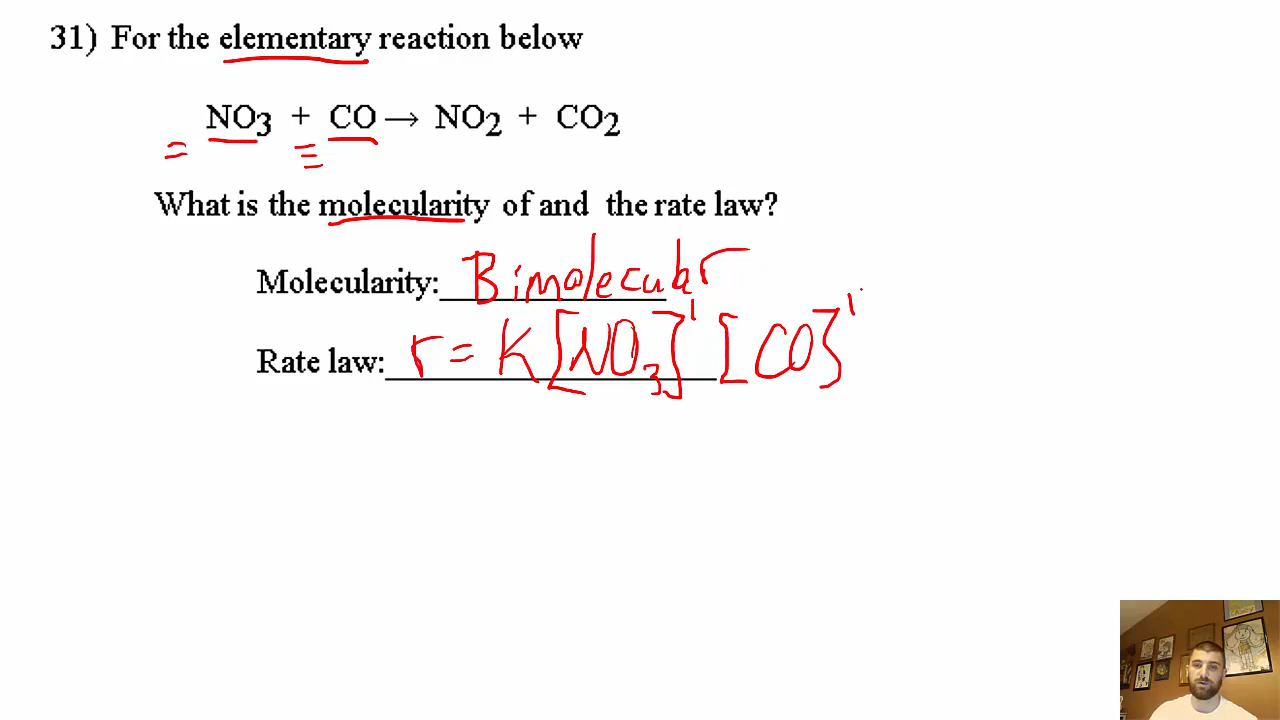 31) For the elementary reaction below
NO3 + CO → NO2 + CO2
What is the molecularity of and the rate law?
Molecularity: Bimolecular
Rate law: r = K[NO3]¹ [CO]¹